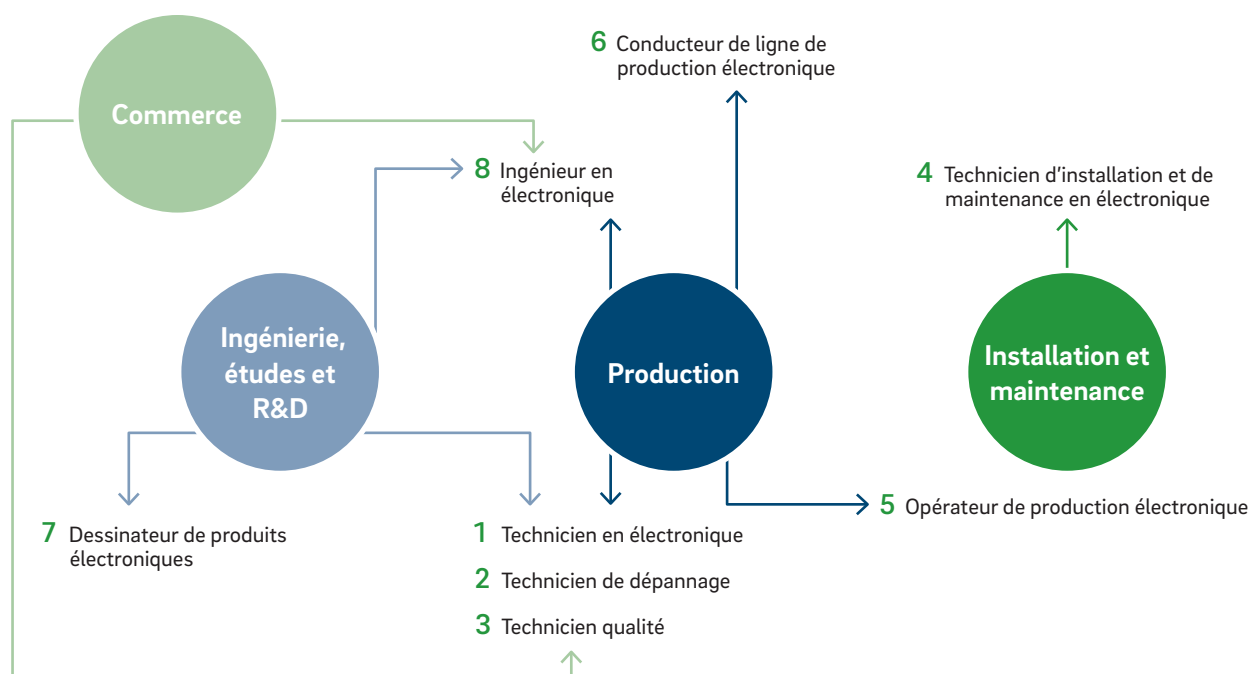 6 Conducteur de ligne de
production électronique
Commerce
8 Ingénieur en
électronique
4 Technicien d'installation et de
maintenance en électronique
Ingénierie,
études et
R&D
Production
Installation et
maintenance
5 Opérateur de production électronique
7 Dessinateur de produits
électroniques
1 Technicien en électronique
2 Technicien de dépannage
3 Technicien qualité